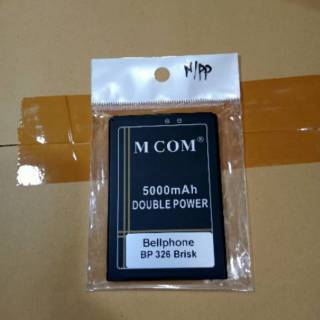 N/PP
M COM®
5000mAh
DOUBLE POWER
Bellphone
BP 326 Brisk